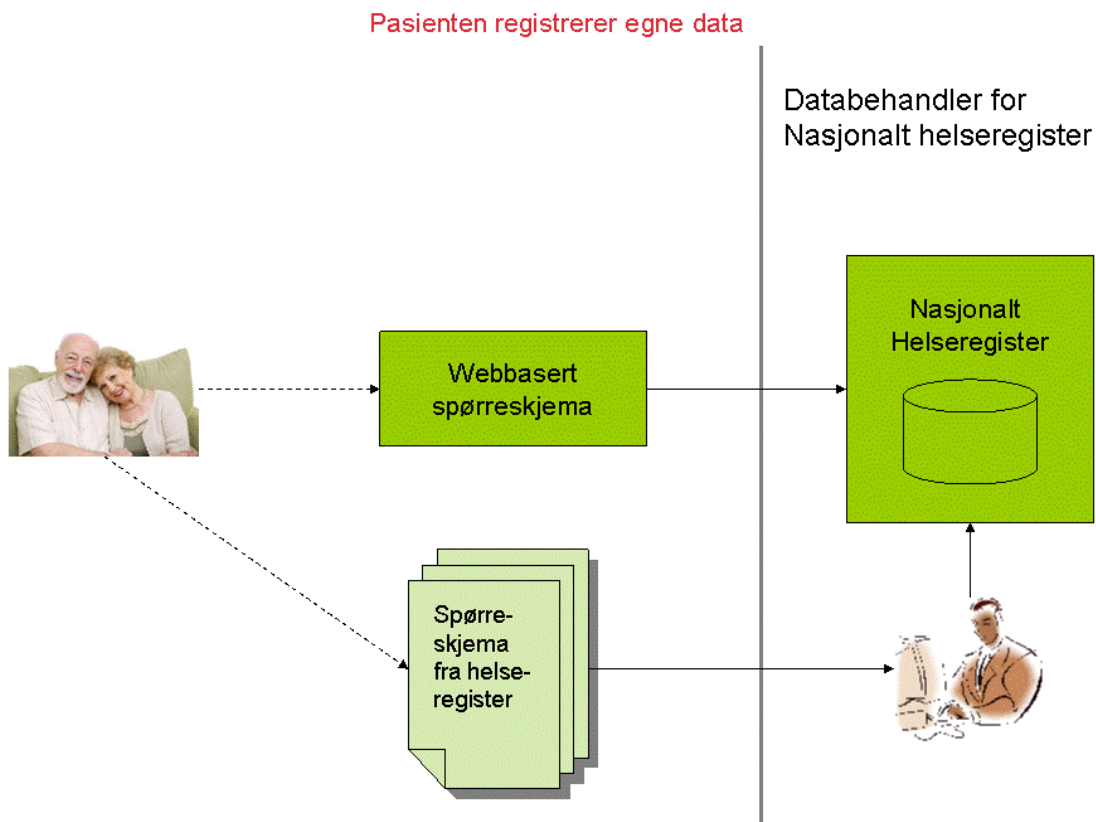 Pasienten registrerer egne data
Databehandler for
Nasjonalt helseregister
Nasjonalt
Helseregister
Webbasert
spørreskjema
Spørre-
skjema
fra helse-
register